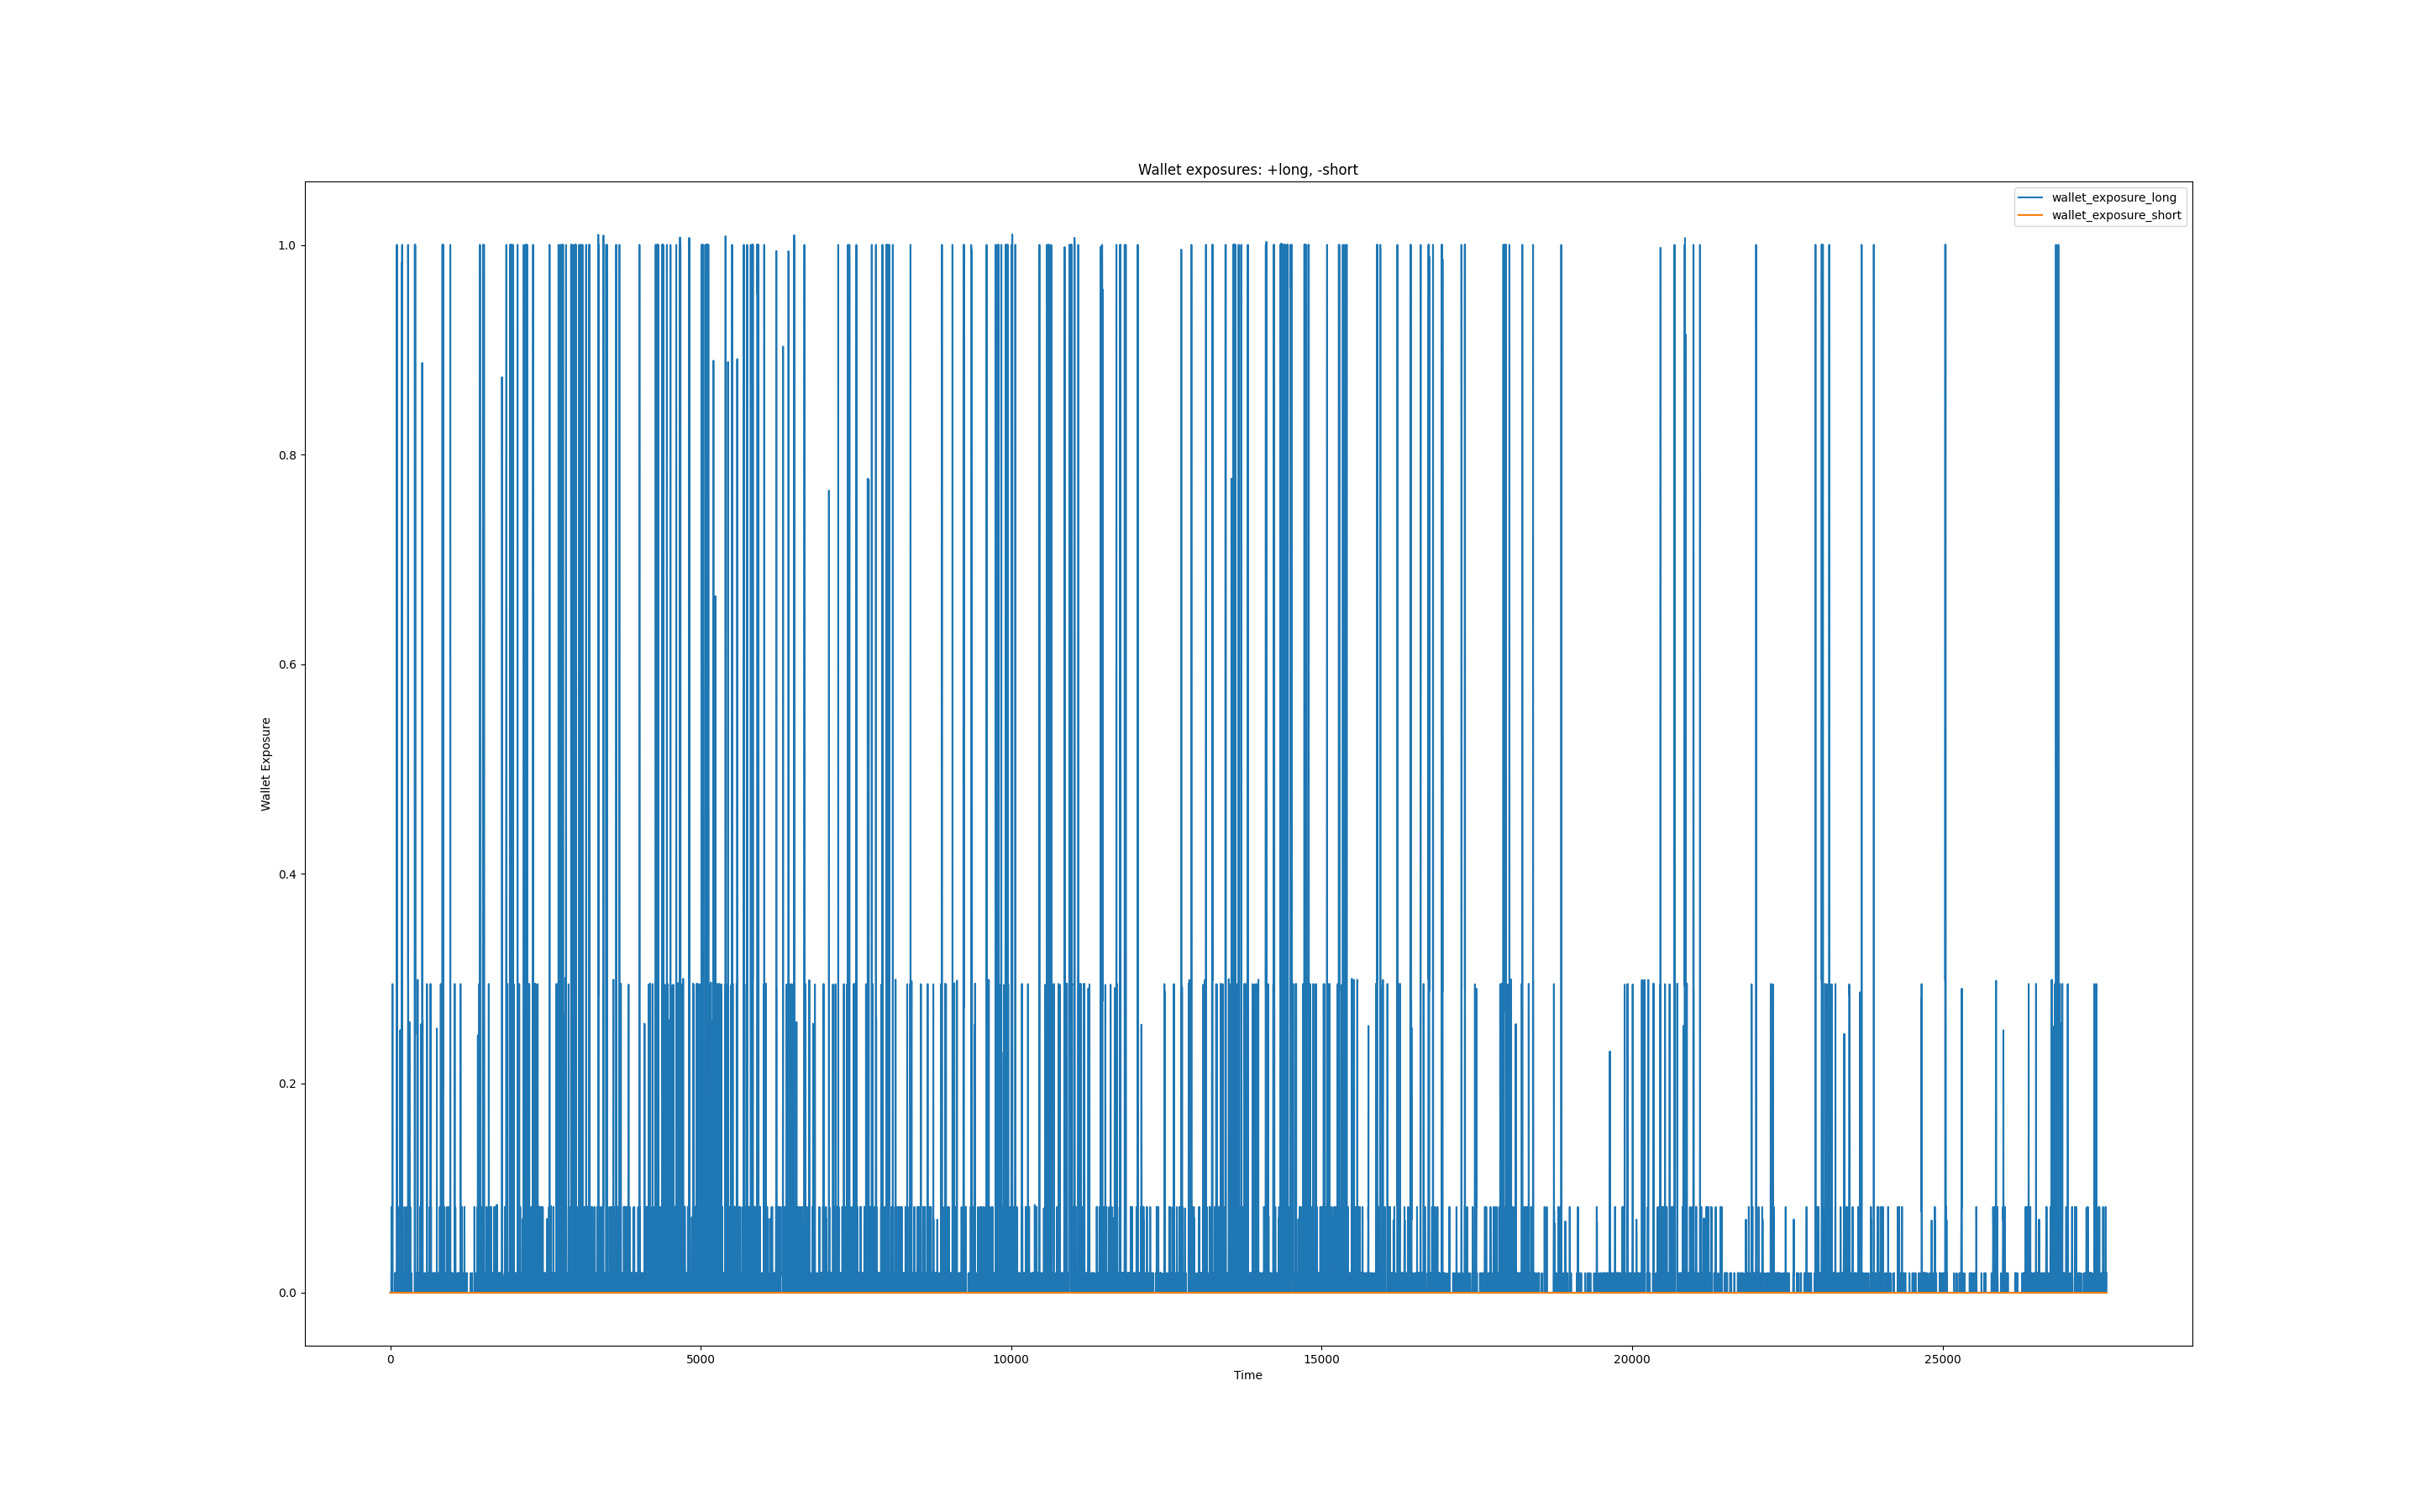 Wallet exposures: +long, -short
wallet_exposure_long
wallet_exposure_short
1.0
0.8
0.6
0.4
0.2
0.0
Wallet Exposure
0 5000 10000 15000 20000 25000
Time